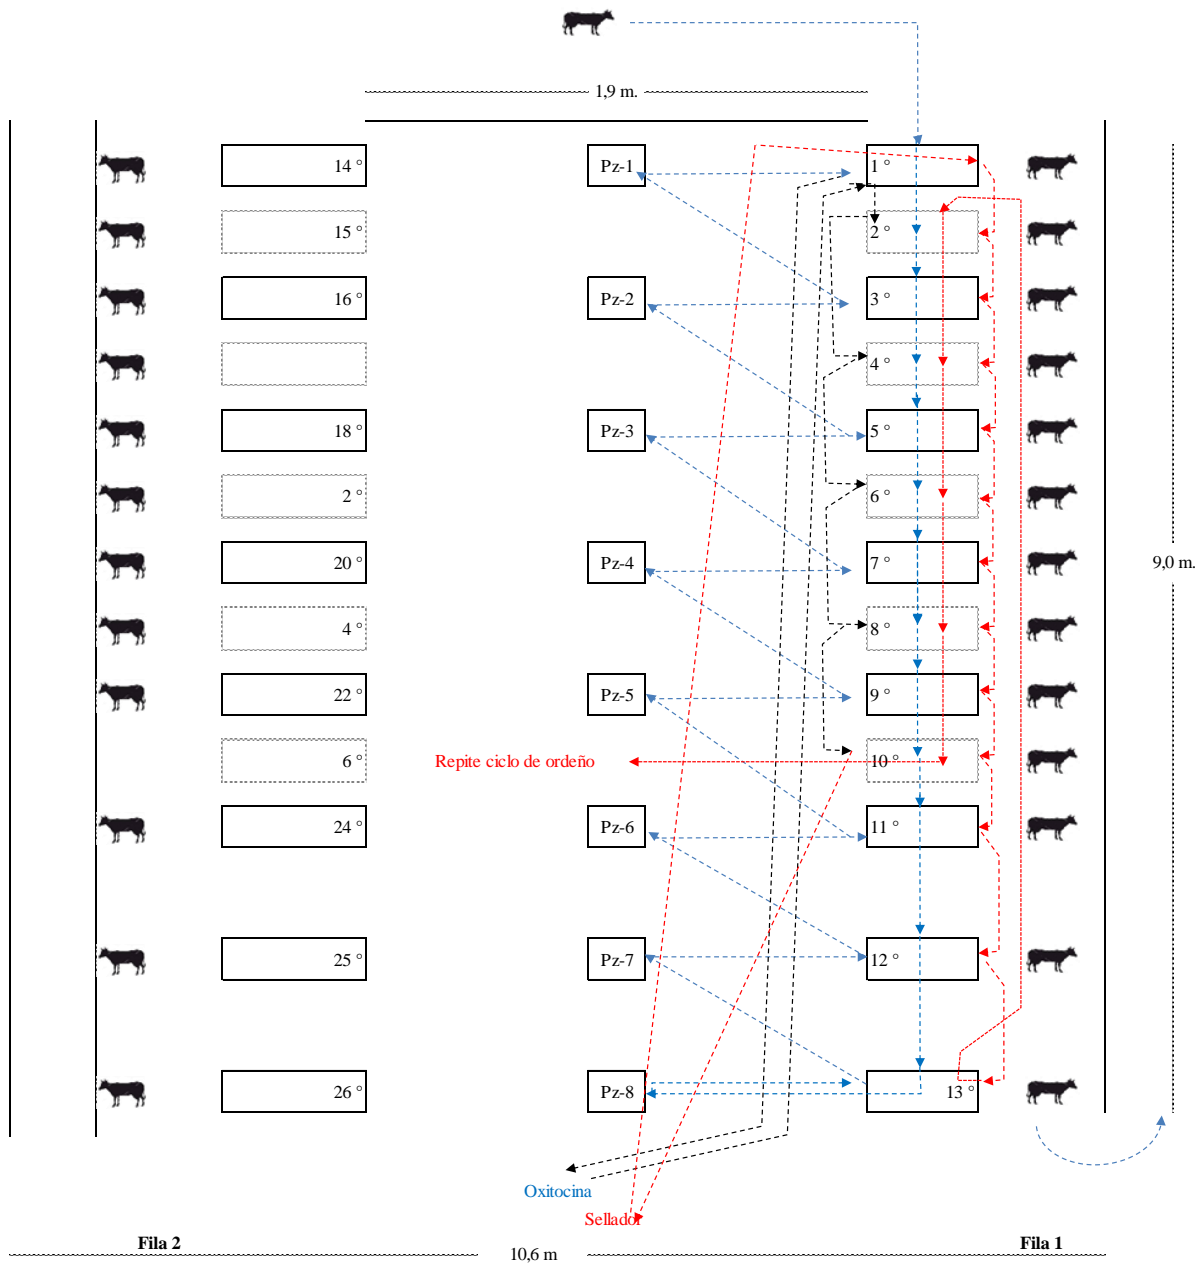 1,9 m.
14 ° Pz-1 1 °
15 ° 2 °
16 ° Pz-2 3 °
4 °
18 ° Pz-3 5 °
2 ° 6 °
20 ° Pz-4 7 °
9,0 m.
4 ° 8 °
22 ° Pz-5 9 °
6 ° Repite ciclo de ordeño 10 °
24 ° Pz-6 11 °
25 ° Pz-7 12 °
26 ° Pz-8 13 °
Oxitocina
Sellador
Fila 2 Fila 1
10,6 m